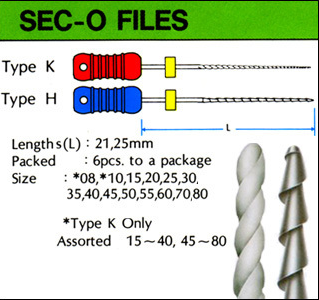 SEC-O FILES
Type K
Type H
L
Lengths(L) : 21,25mm
Packed : 6pcs. to a package
Size : *08,*10,15,20,25,30,
35,40,45,50,55,60,70,80
*Type K Only
Assorted 15~40, 45~80